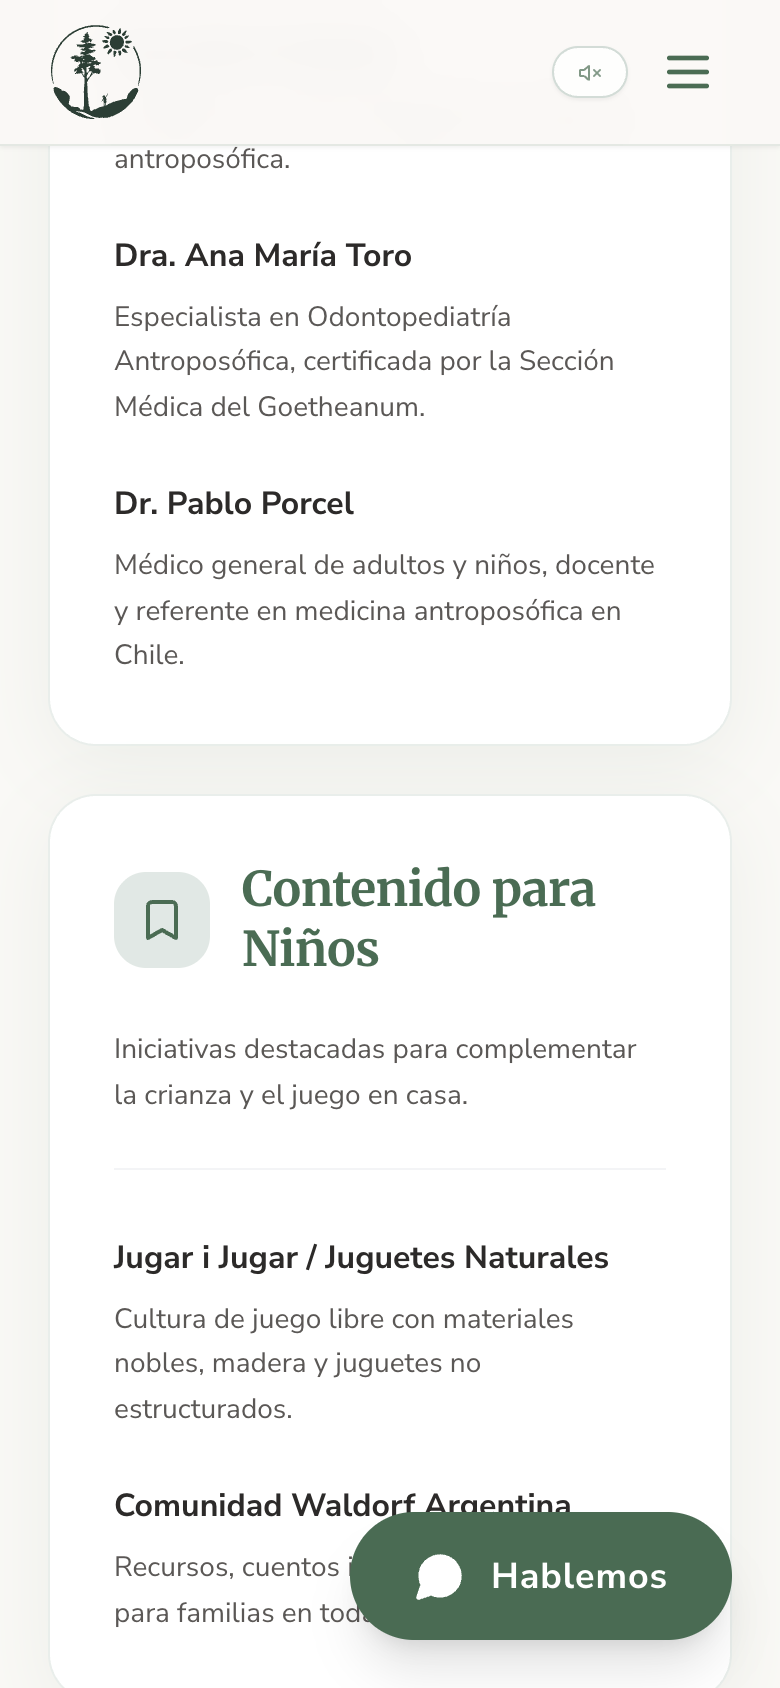 antroposófica.
Dra. Ana María Toro
Especialista en Odontopediatría
Antroposófica, certificada por la Sección
Médica del Goetheanum.
Dr. Pablo Porcel
Médico general de adultos y niños, docente
y referente en medicina antroposófica en
Chile.
Contenido para
Niños
Iniciativas destacadas para complementar
la crianza y el juego en casa.
Jugar i Jugar / Juguetes Naturales
Cultura de juego libre con materiales
nobles, madera y juguetes no
estructurados.
Comunidad Waldorf Argentina
Recursos, cuentos
para familias en
Hablemos